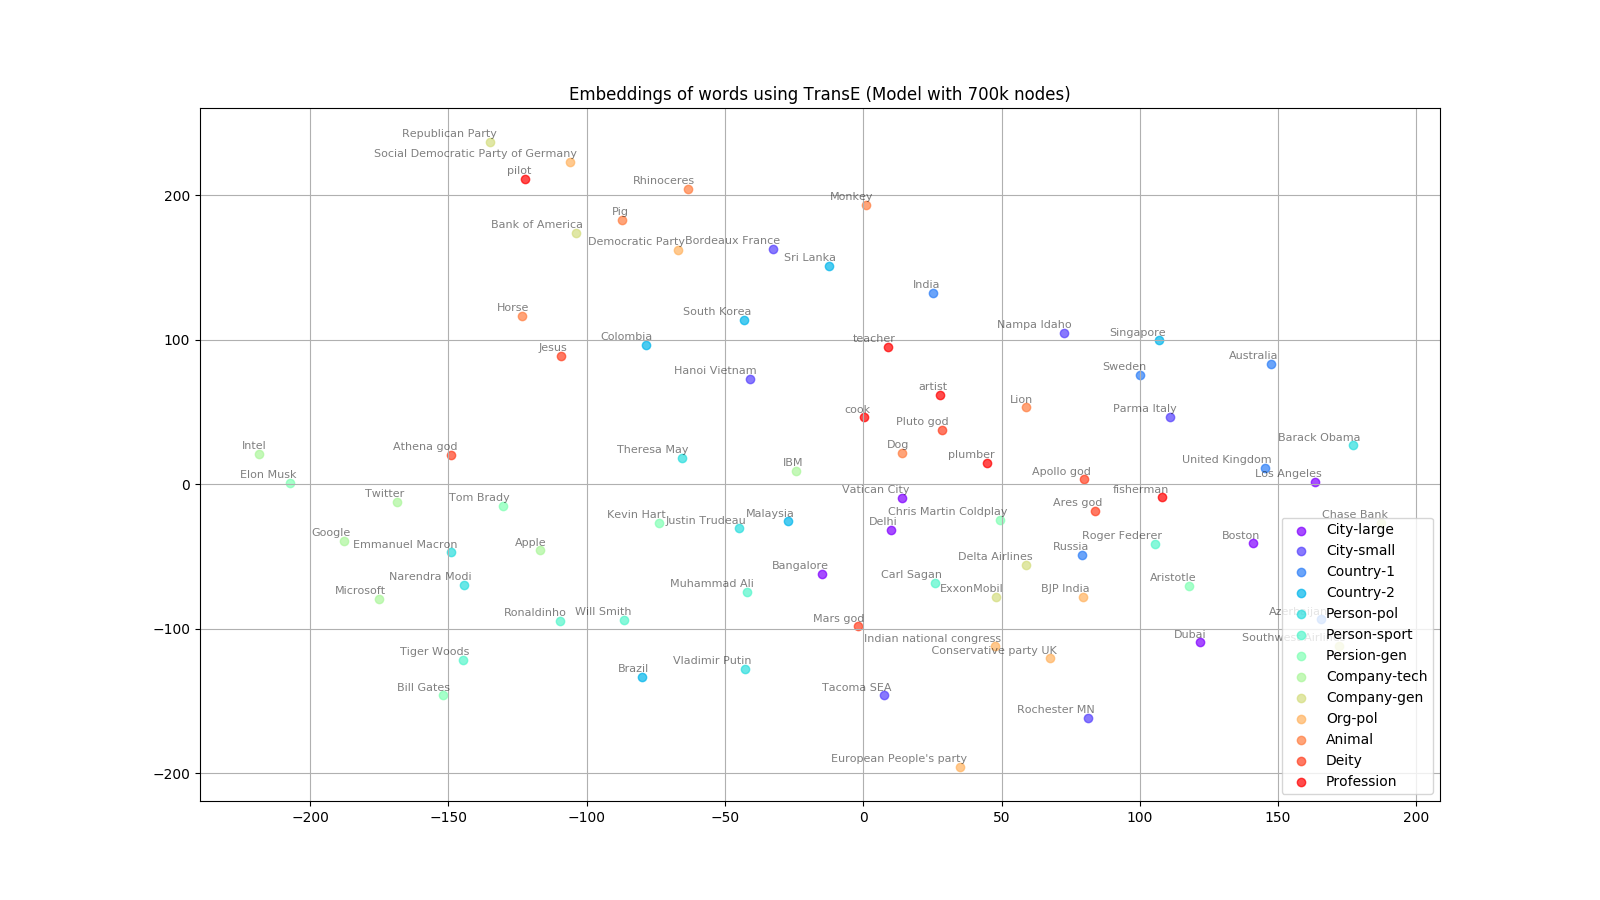 Embeddings of words using TransE (Model with 700k nodes)
Republican Party
Social Democratic Party of Germany
pilot
Rhinoceres
Monkey
200
Pig
Bank of America
Democratic Party
Bordeaux France
Sri Lanka
India
Horse
South Korea
Nampa Idaho
Colombia
teacher
Singapore
100
Jesus
Australia
Hanoi Vietnam
Sweden
artist
Lion
cook
Parma Italy
Pluto god
Barack Obama
Intel
Athena god
Theresa May
Dog
plumber
IBM
United Kingdom
Elon Musk
Apollo god
Los Angeles
0
Twitter
Tom Brady
Vatican City
fisherman
Ares god
Kevin Hart
Justin Trudeau
Malaysia
Chris Martin Coldplay
Chase Bank
Delhi
Google
Emmanuel Macron
Apple
Roger Federer
Boston
Russia
Delta Airlines
Bangalore
Narendra Modi
Carl Sagan
Aristotle
Microsoft
Muhammad Ali
ExxonMobil
BJP India
Ronaldinho
Will Smith
Mars god
−100
Indian national congress
Dubai
Conservative party UK
Tiger Woods
Brazil
Vladimir Putin
Bill Gates
Tacoma SEA
Rochester MN
European People's party
−200
City-large
City-small
Country-1
Country-2
Person-pol
Person-sport
Persion-gen
Company-tech
Company-gen
Org-pol
Animal
Deity
Profession
−200
−150
−100
−50
0
50
100
150
200